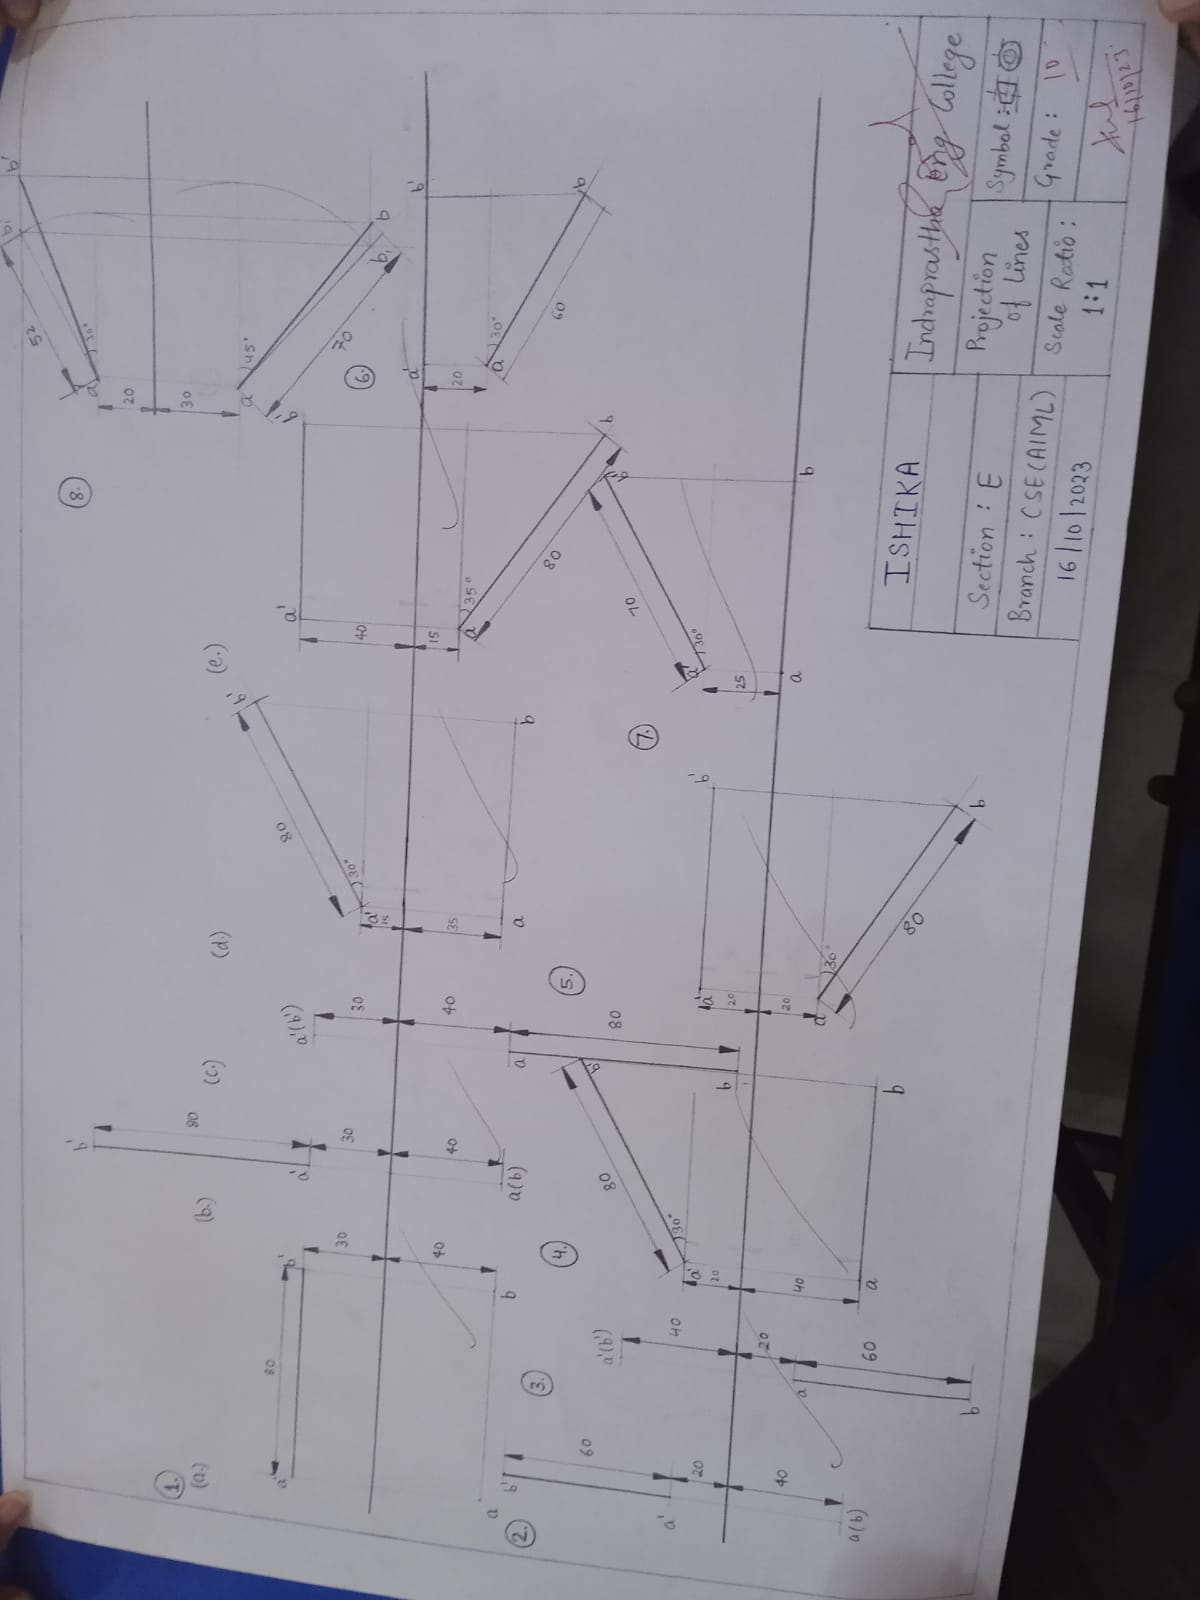 1.
(a.)
a'
80
b'
30
40
a
b
(b.)
b'
80
a'
30
40
a(b)
(c.)
a'(b')
30
40
a
80
b
(d.)
80
b'
30°
a'
15
35
a
b
(e.)
a'
b'
40
15
a
35°
80
b
8.
b1'
b'
52
a'
30°
20
30
a
45°
70
b1
b
6.
a'
b'
20
a
30°
60
b
2.
b'
60
a'
20
40
a(b)
3.
a'(b')
40
20
a
60
b
4.
80
b'
a'
30°
20
40
a
b
5.
a'
b'
20
20
a
30°
80
b
7.
70
b'
a'
30°
25
a
b
ISHIKA
Section : E
Branch : CSE(AIML)
16/10/2023
Indraprastha Eng College
Projection
of Lines
Scale Ratio :
1:1
Symbol :
Grade : 10
16/10/23